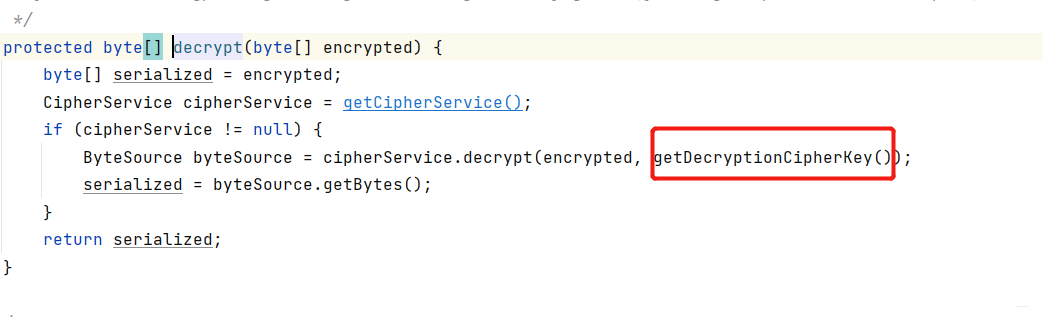 */
protected byte[] decrypt(byte[] encrypted) {
    byte[] serialized = encrypted;
    CipherService cipherService = getCipherService();
    if (cipherService != null) {
        ByteSource byteSource = cipherService.decrypt(encrypted, getDecryptionCipherKey());
        serialized = byteSource.getBytes();
    }
    return serialized;
}